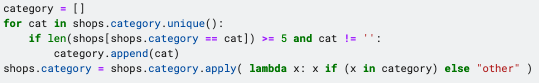 category = []
for cat in shops.category.unique():
    if len(shops[shops.category == cat]) >= 5 and cat != '':
        category.append(cat)
shops.category = shops.category.apply( lambda x: x if (x in category) else "other" )